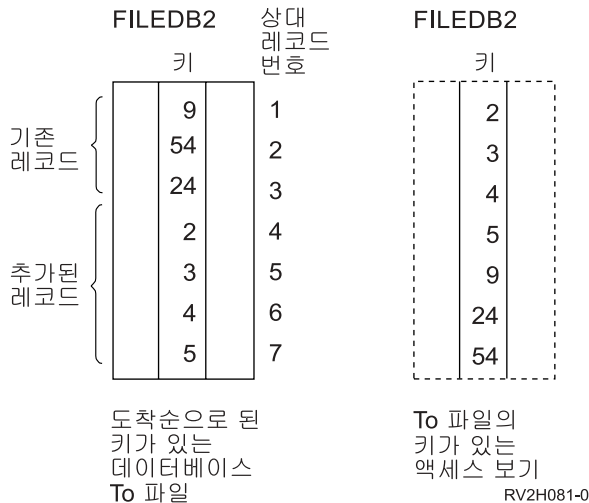 FILEDB2
상대
레코드
번호
키
기존
레코드
추가된
레코드
9 1
54 2
24 3
2 4
3 5
4 6
5 7
도착순으로 된
키가 있는
데이터베이스
To 파일
FILEDB2
키
2
3
4
5
9
24
54
To 파일의
키가 있는
액세스 보기
RV2H081-0